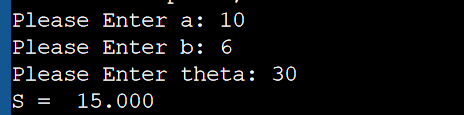 Please Enter a: 10
Please Enter b: 6
Please Enter theta: 30
S =  15.000